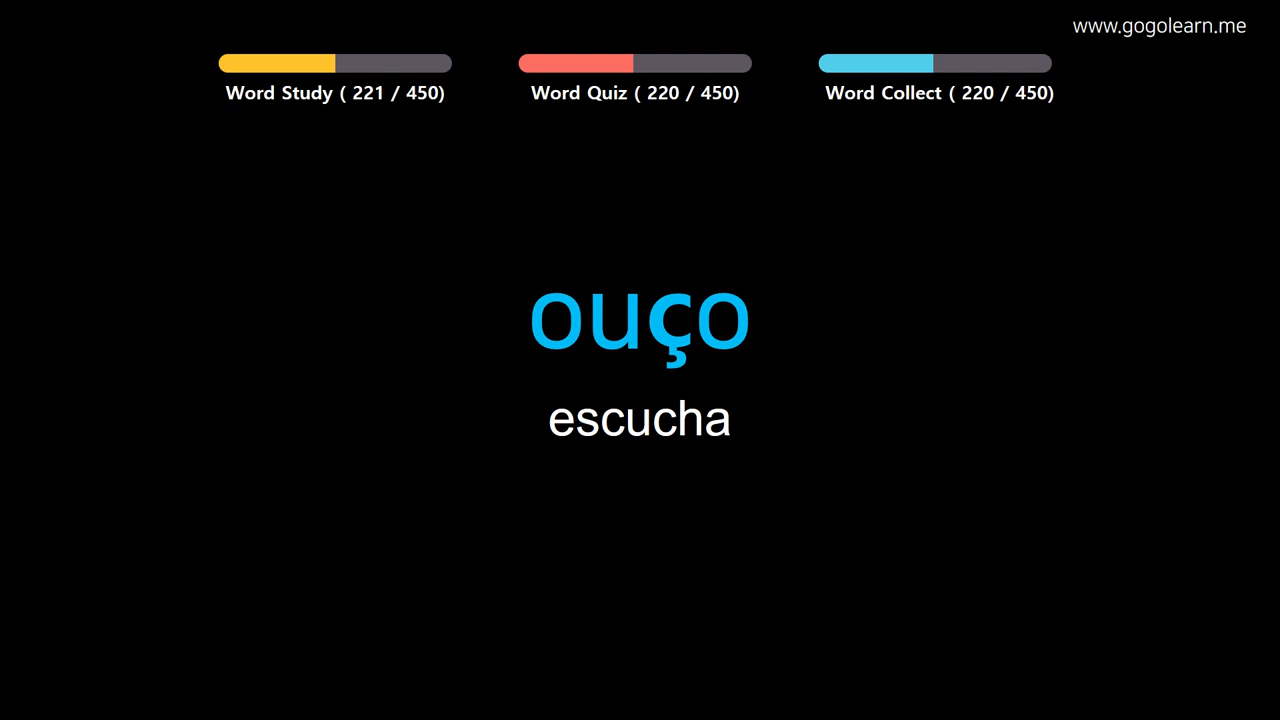 www.gogolearn.me
Word Study ( 221 / 450)
Word Quiz ( 220 / 450)
Word Collect ( 220 / 450)
ouço
escucha